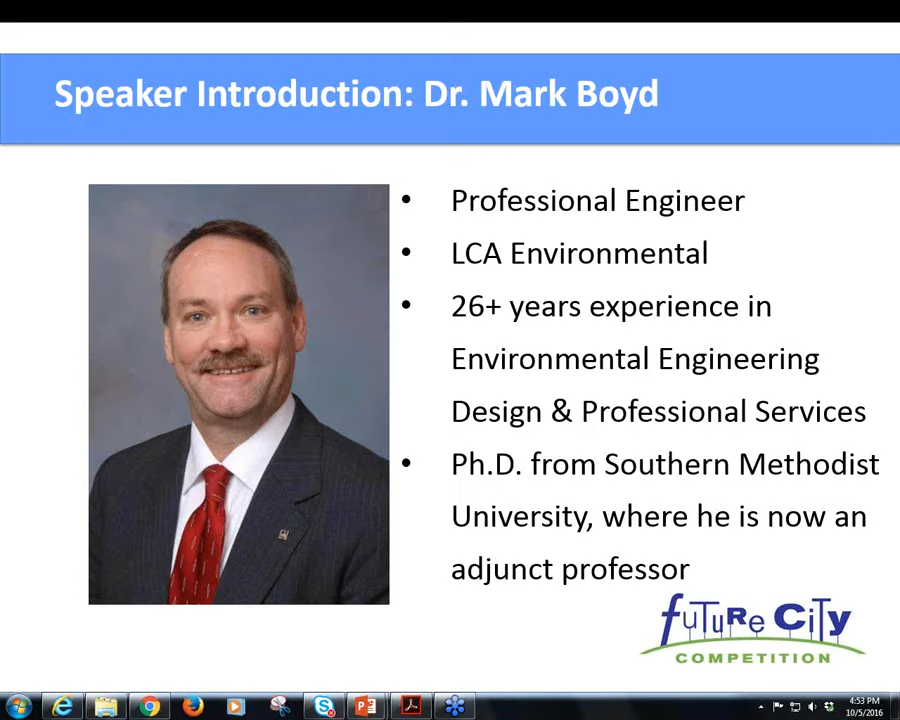 Speaker Introduction: Dr. Mark Boyd
• Professional Engineer
• LCA Environmental
• 26+ years experience in
Environmental Engineering
Design & Professional Services
• Ph.D. from Southern Methodist
University, where he is now an
adjunct professor
FUTURE CITY
COMPETITION
4:53 PM
10/5/2016